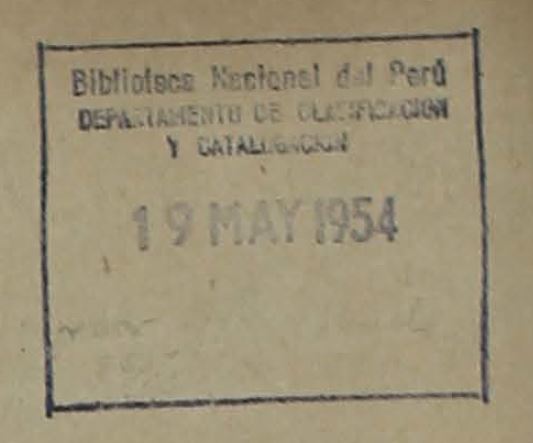 Biblioteca Nacional del Perú
DEPARTAMENTO DE CLASIFICACION
Y CATALOGACION
19 MAY 1954